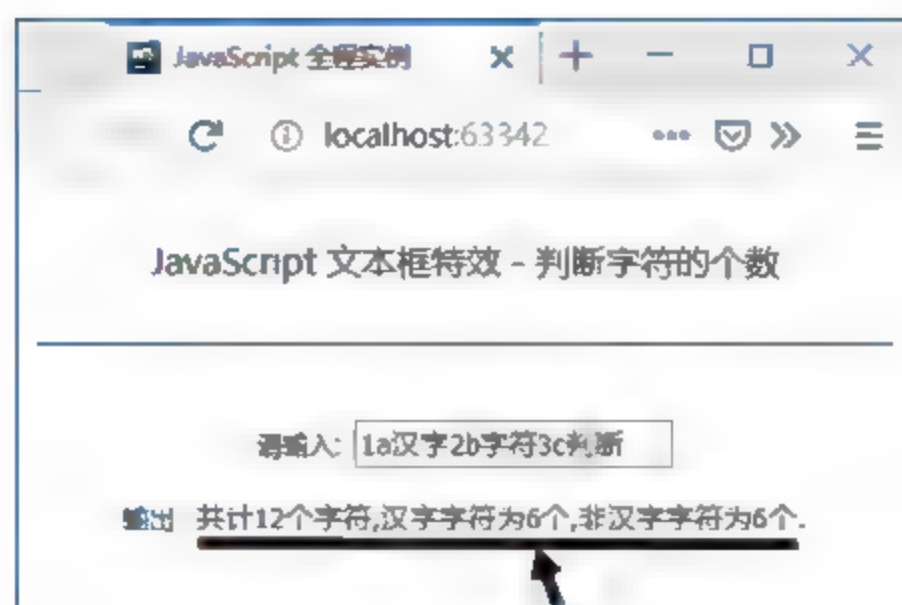 JavaScript 全程实例
localhost:63342
JavaScript 文本框特效 - 判断字符的个数
请输入: 1a汉字2b字符3c判断
输出 共计12个字符,汉字字符为6个,非汉字字符为6个.